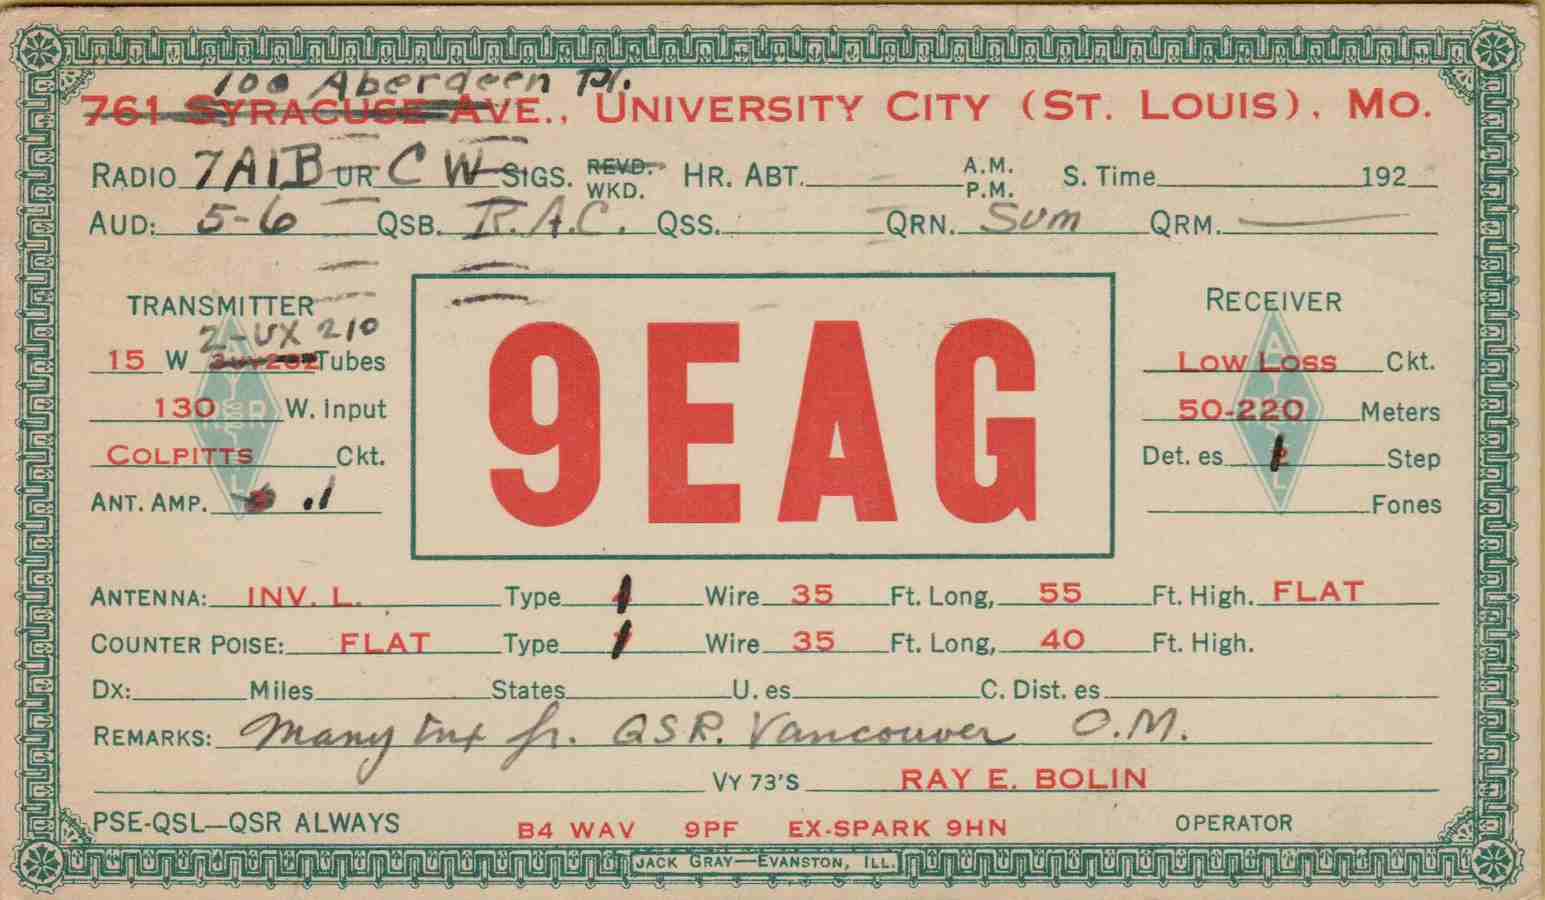 100 Aberdeen Pl.
761 SYRACUSE AVE., UNIVERSITY CITY (ST. LOUIS), MO.
RADIO 7AIB UR C W SIGS. REVD. WKD. HR. ABT. A.M. P.M. S. Time 192
AUD: 5-6 QSB. R.A.C. QSS. QRN. Sum QRM. —
TRANSMITTER
2-UX 210
15 W Tubes
130 W. Input
COLPITTS Ckt.
ANT. AMP. .1
9EAG
RECEIVER
LOW LOSS Ckt.
50-220 Meters
Det. es 1 Step
Fones
ANTENNA: INV. L. Type 1 Wire 35 Ft. Long, 55 Ft. High. FLAT
COUNTER POISE: FLAT Type 1 Wire 35 Ft. Long, 40 Ft. High.
DX: Miles States U. es C. Dist. es
REMARKS: Many tnx fr. QSR. Vancouver O.M.
VY 73'S RAY E. BOLIN
PSE-QSL—QSR ALWAYS B4 WAV 9PF EX-SPARK 9HN OPERATOR
JACK GRAY—EVANSTON, ILL.